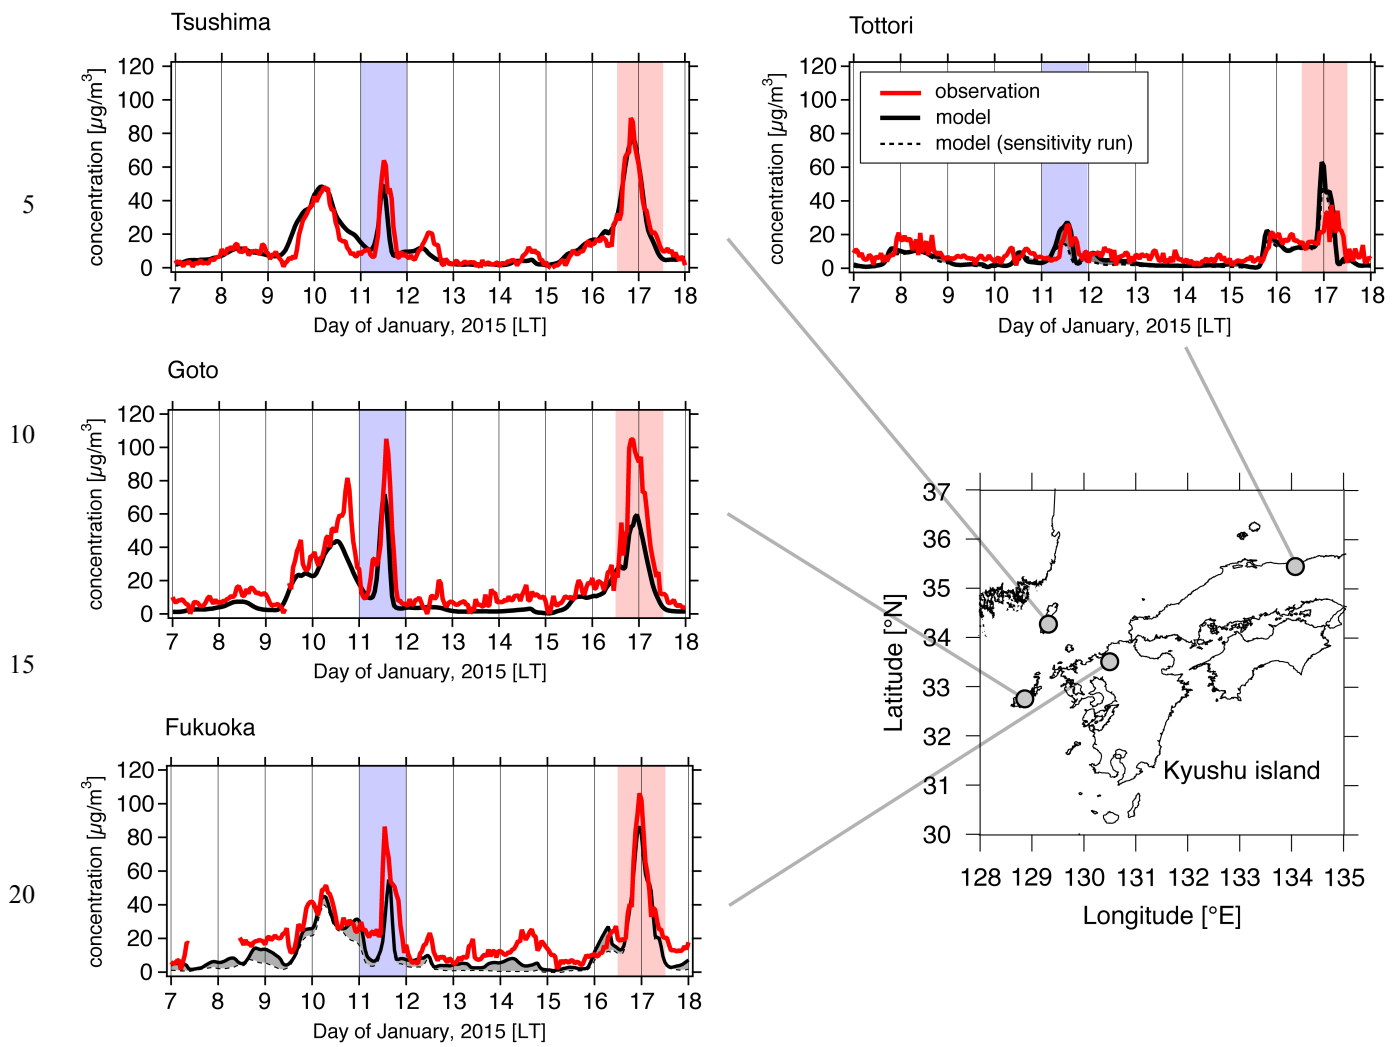 Tsushima
120
100
80
60
40
20
0
concentration [µg/m³]
7 8 9 10 11 12 13 14 15 16 17 18
Day of January, 2015 [LT]
Tottori
120
100
80
60
40
20
0
concentration [µg/m³]
observation
model
model (sensitivity run)
7 8 9 10 11 12 13 14 15 16 17 18
Day of January, 2015 [LT]
5
Goto
120
100
80
60
40
20
0
concentration [µg/m³]
7 8 9 10 11 12 13 14 15 16 17 18
Day of January, 2015 [LT]
10
15
Fukuoka
120
100
80
60
40
20
0
concentration [µg/m³]
7 8 9 10 11 12 13 14 15 16 17 18
Day of January, 2015 [LT]
20
37
36
35
34
33
32
31
30
Latitude [°N]
Kyushu island
128 129 130 131 132 133 134 135
Longitude [°E]